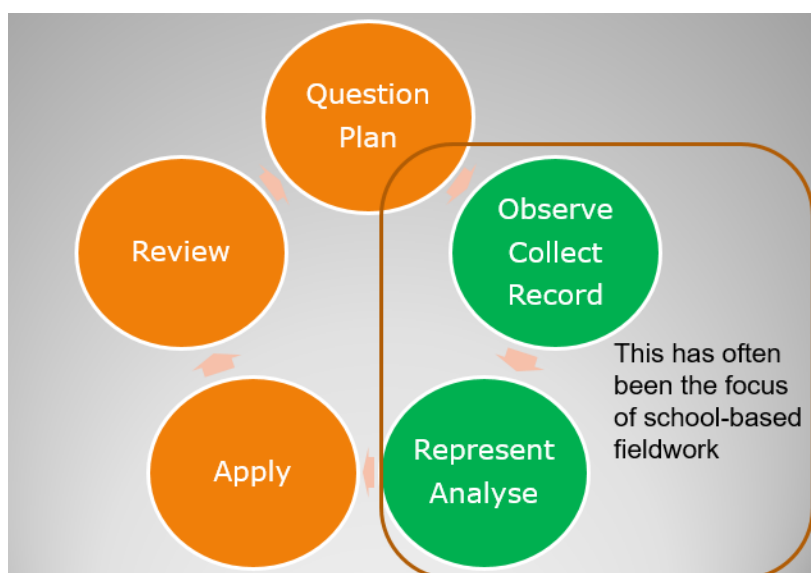 Question
Plan
Observe
Collect
Record
This has often
been the focus
of school-based
fieldwork
Represent
Analyse
Apply
Review